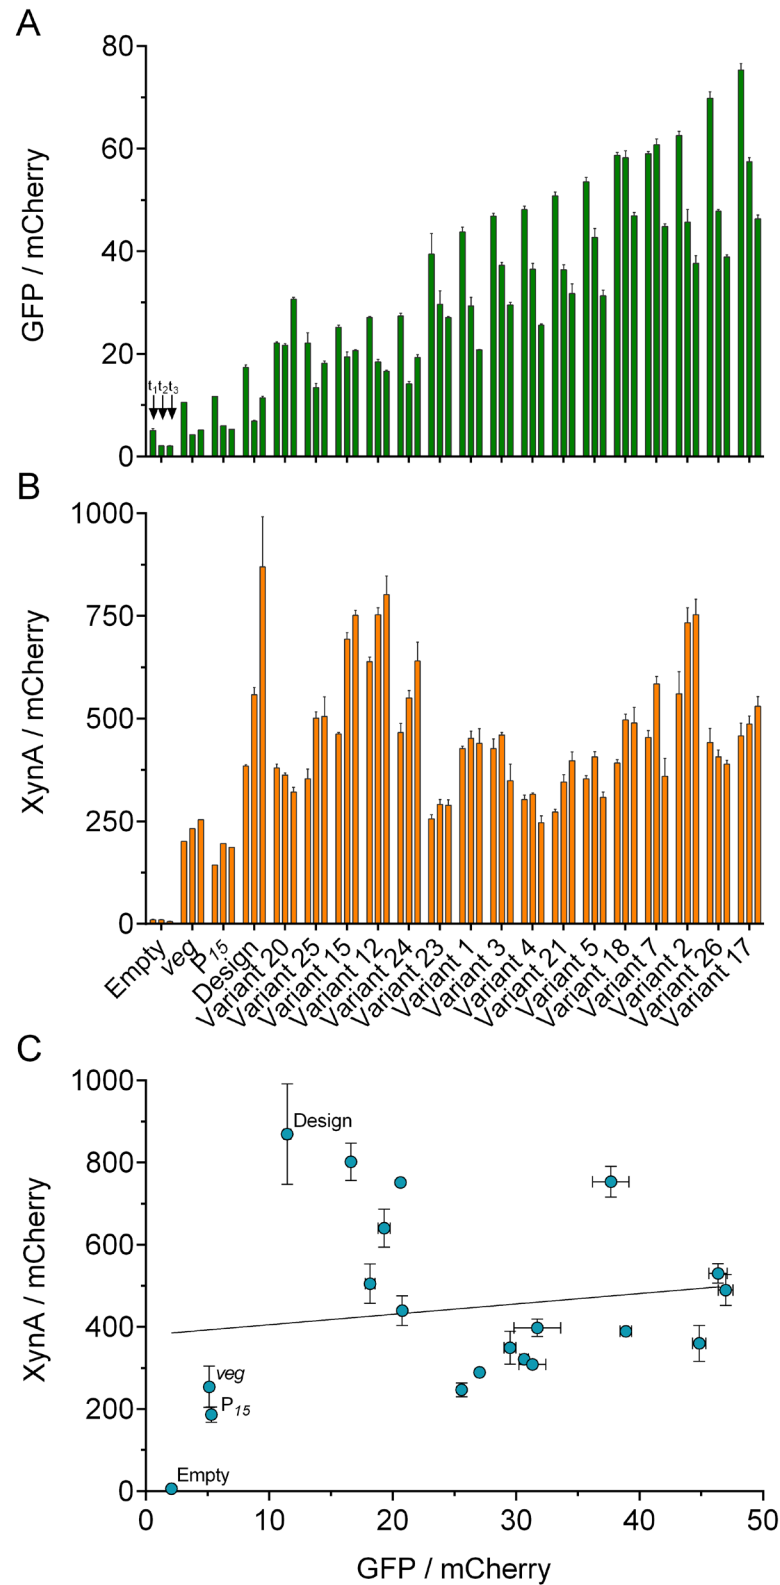 A
80
60
40
20
0
GFP / mCherry
t1 t2 t3
B
1000
750
500
250
0
XynA / mCherry
Empty
veg
P15
Design
Variant 20
Variant 25
Variant 15
Variant 12
Variant 24
Variant 23
Variant 1
Variant 3
Variant 4
Variant 21
Variant 5
Variant 18
Variant 7
Variant 2
Variant 26
Variant 17
C
1000
800
600
400
200
0
XynA / mCherry
Design
veg
P15
Empty
0 10 20 30 40 50
GFP / mCherry